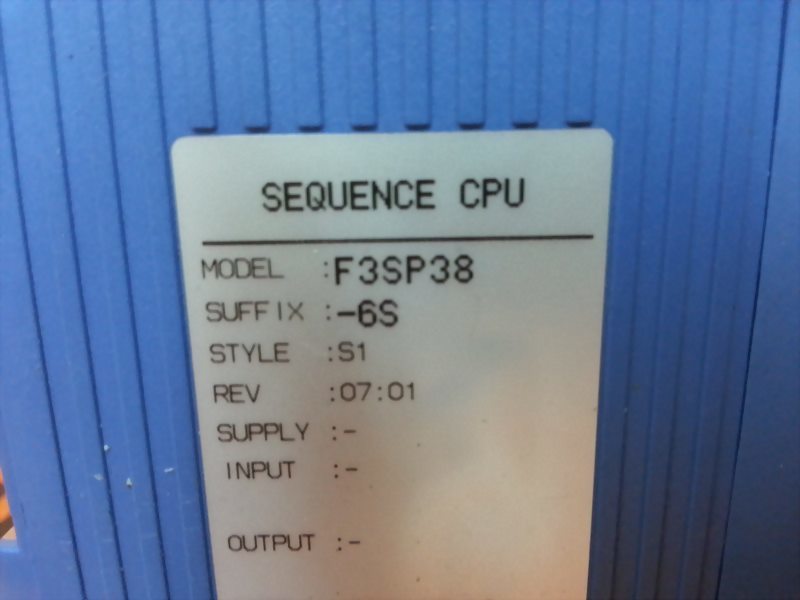 SEQUENCE CPU
MODEL :F3SP38
SUFFIX :-6S
STYLE :S1
REV :07:01
SUPPLY :-
INPUT :-
OUTPUT :-